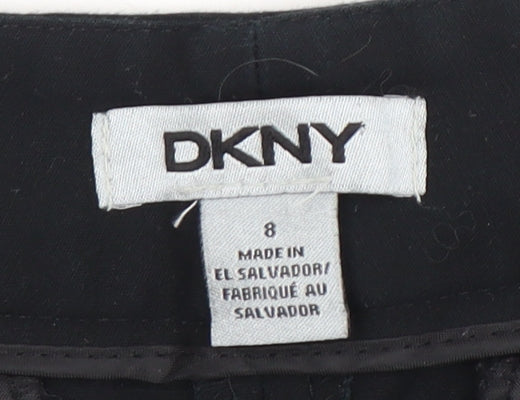 DKNY
8
MADE IN
EL SALVADOR/
FABRIQUÉ AU
SALVADOR